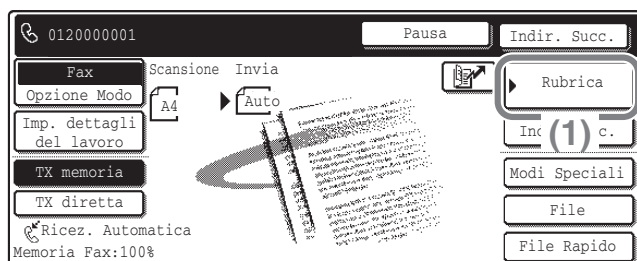 0120000001
Pausa
Indir. Succ.
Fax
Opzione Modo
Scansione
Invia
A4
Auto
Rubrica
Imp. dettagli
del lavoro
(1)
TX memoria
Modi Speciali
TX diretta
File
Ricez. Automatica
Memoria Fax:100%
File Rapido